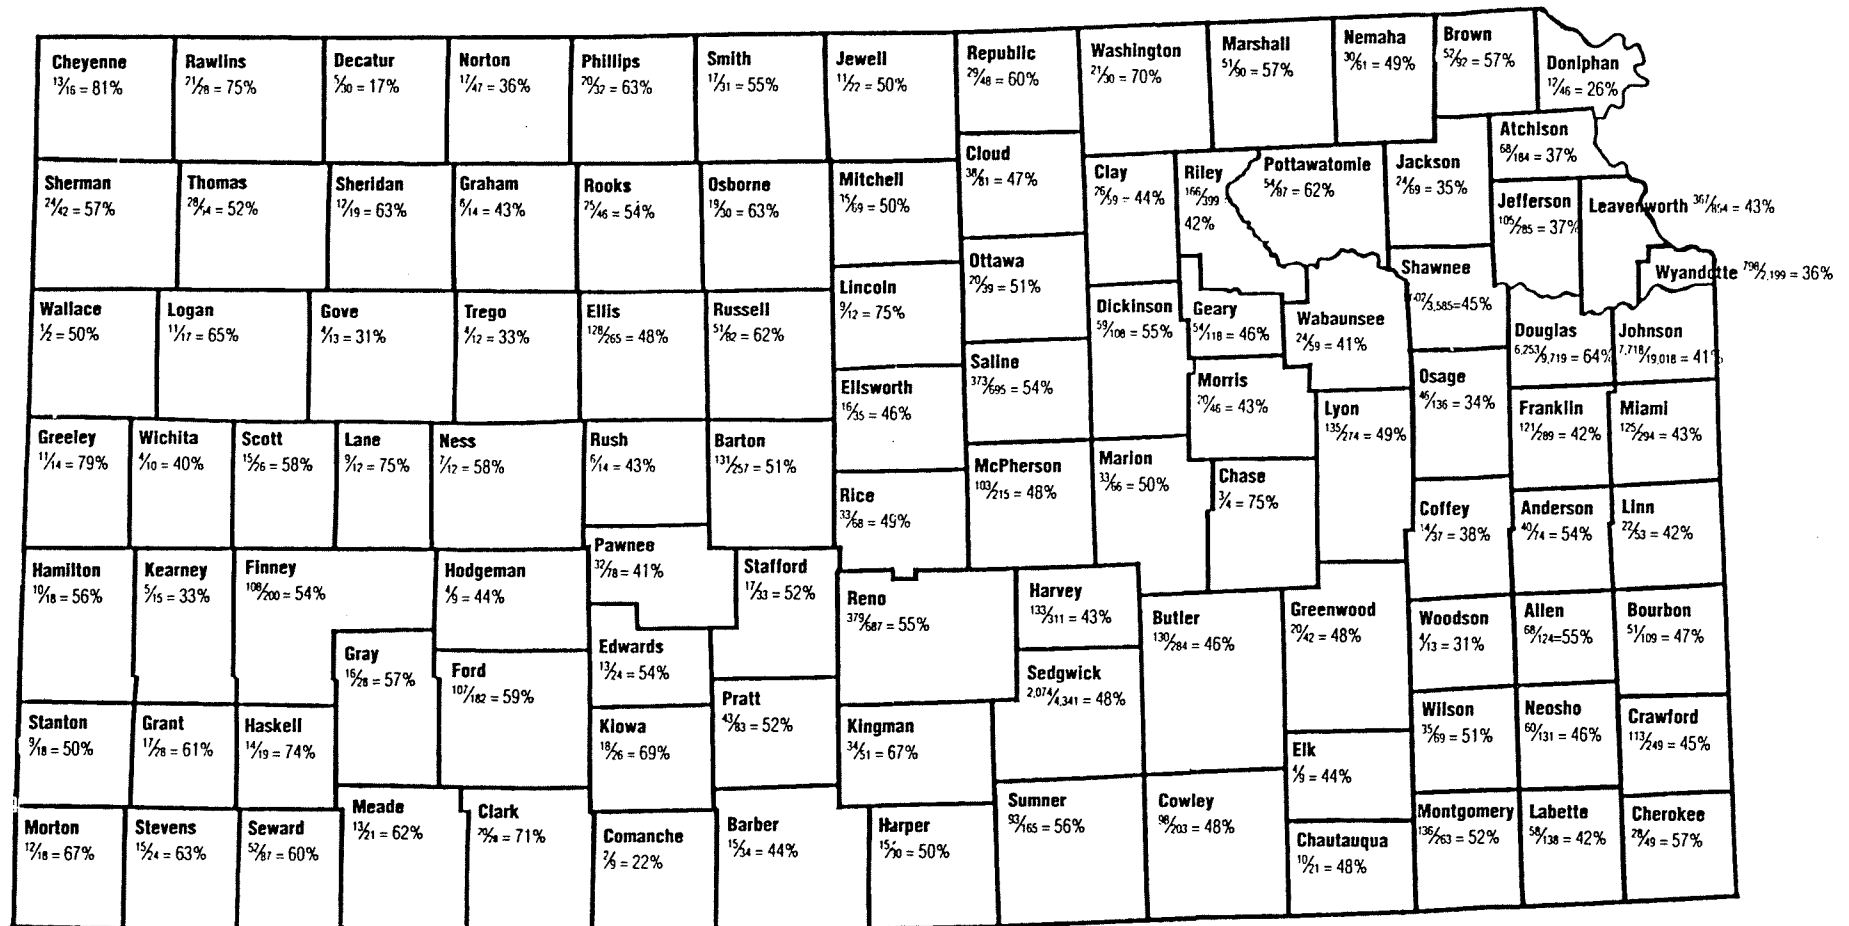 Cheyenne
13/16 = 81%
Rawlins
21/28 = 75%
Decatur
5/30 = 17%
Norton
17/47 = 36%
Phillips
20/32 = 63%
Smith
17/31 = 55%
Jewell
11/22 = 50%
Republic
29/48 = 60%
Washington
21/30 = 70%
Marshall
51/90 = 57%
Nemaha
30/61 = 49%
Brown
52/92 = 57%
Doniphan
12/46 = 26%
Atchison
68/184 = 37%
Sherman
24/42 = 57%
Thomas
28/54 = 52%
Sheridan
12/19 = 63%
Graham
6/14 = 43%
Rooks
25/46 = 54%
Osborne
19/30 = 63%
Mitchell
= 50%
Cloud
38/81 = 47%
Clay
26/59 = 44%
Riley
166/399
42%
Pottawatomie
54/87 = 62%
Jackson
24/69 = 35%
Jefferson
105/285 = 37%
Leavenworth 367/854 = 43%
Wyandotte 798/2,199 = 36%
Wallace
1/2 = 50%
Logan
11/17 = 65%
Gove
4/13 = 31%
Trego
4/12 = 33%
Ellis
128/265 = 48%
Russell
51/82 = 62%
Lincoln
9/12 = 75%
Ottawa
20/39 = 51%
Dickinson
59/108 = 55%
Geary
54/118 = 46%
Wabaunsee
24/59 = 41%
Shawnee
/3,585=45%
Douglas
6,253/9,719 = 64%
Johnson
7,718/19,018 = 41%
Ellsworth
16/35 = 46%
Saline
373/695 = 54%
Morris
20/46 = 43%
Lyon
135/274 = 49%
Osage
46/136 = 34%
Franklin
121/289 = 42%
Miami
125/294 = 43%
Greeley
11/14 = 79%
Wichita
4/10 = 40%
Scott
15/26 = 58%
Lane
9/12 = 75%
Ness
7/12 = 58%
Rush
6/14 = 43%
Barton
131/257 = 51%
Rice
33/68 = 49%
McPherson
103/215 = 48%
Marion
33/66 = 50%
Chase
3/4 = 75%
Coffey
14/37 = 38%
Anderson
40/74 = 54%
Linn
22/53 = 42%
Hamilton
10/18 = 56%
Kearney
5/15 = 33%
Finney
108/200 = 54%
Hodgeman
4/9 = 44%
Pawnee
32/78 = 41%
Stafford
17/33 = 52%
Reno
379/687 = 55%
Harvey
133/311 = 43%
Butler
130/284 = 46%
Greenwood
20/42 = 48%
Woodson
4/13 = 31%
Allen
68/124=55%
Bourbon
51/109 = 47%
Gray
16/28 = 57%
Ford
107/182 = 59%
Edwards
13/24 = 54%
Pratt
43/83 = 52%
Sedgwick
2,074/4,341 = 48%
Stanton
9/18 = 50%
Grant
17/28 = 61%
Haskell
14/19 = 74%
Kiowa
18/26 = 69%
Kingman
34/51 = 67%
Elk
4/9 = 44%
Wilson
35/69 = 51%
Neosho
60/131 = 46%
Crawford
113/249 = 45%
Morton
12/18 = 67%
Stevens
15/24 = 63%
Seward
52/87 = 60%
Meade
13/21 = 62%
Clark
= 71%
Comanche
2/9 = 22%
Barber
15/34 = 44%
Harper
15/30 = 50%
Sumner
93/165 = 56%
Cowley
98/203 = 48%
Chautauqua
10/21 = 48%
Montgomery
136/263 = 52%
Labette
58/138 = 42%
Cherokee
28/49 = 57%